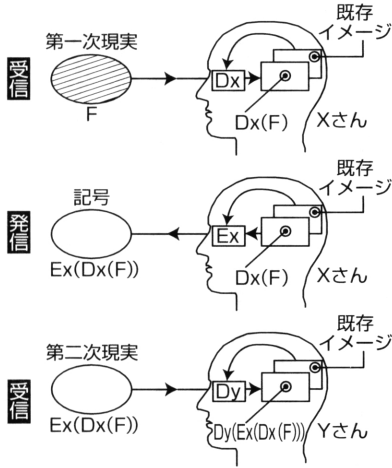 受信
第一次現実
F
Dx
Dx(F)
既存
イメージ
Xさん
発信
記号
Ex(Dx(F))
Ex
Dx(F)
既存
イメージ
Xさん
受信
第二次現実
Ex(Dx(F))
Dy
Dy(Ex(Dx(F)))
既存
イメージ
Yさん